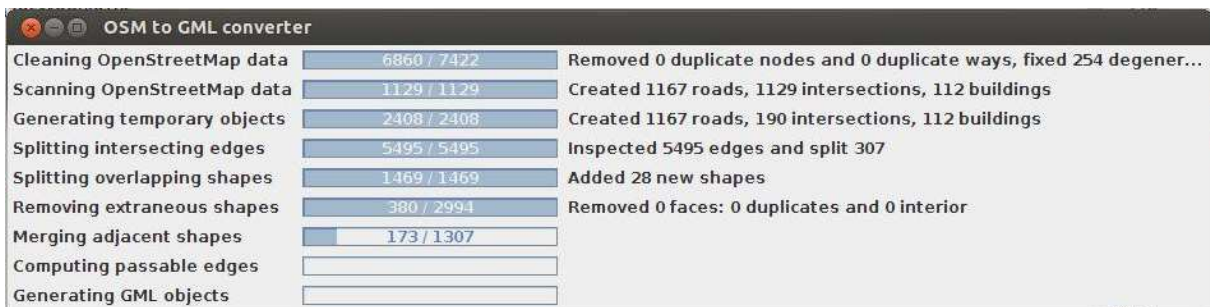 OSM to GML converter
Cleaning OpenStreetMap data 6860 / 7422 Removed 0 duplicate nodes and 0 duplicate ways, fixed 254 degener...
Scanning OpenStreetMap data 1129 / 1129 Created 1167 roads, 1129 intersections, 112 buildings
Generating temporary objects 2408 / 2408 Created 1167 roads, 190 intersections, 112 buildings
Splitting intersecting edges 5495 / 5495 Inspected 5495 edges and split 307
Splitting overlapping shapes 1469 / 1469 Added 28 new shapes
Removing extraneous shapes 380 / 2994 Removed 0 faces: 0 duplicates and 0 interior
Merging adjacent shapes 173 / 1307
Computing passable edges
Generating GML objects